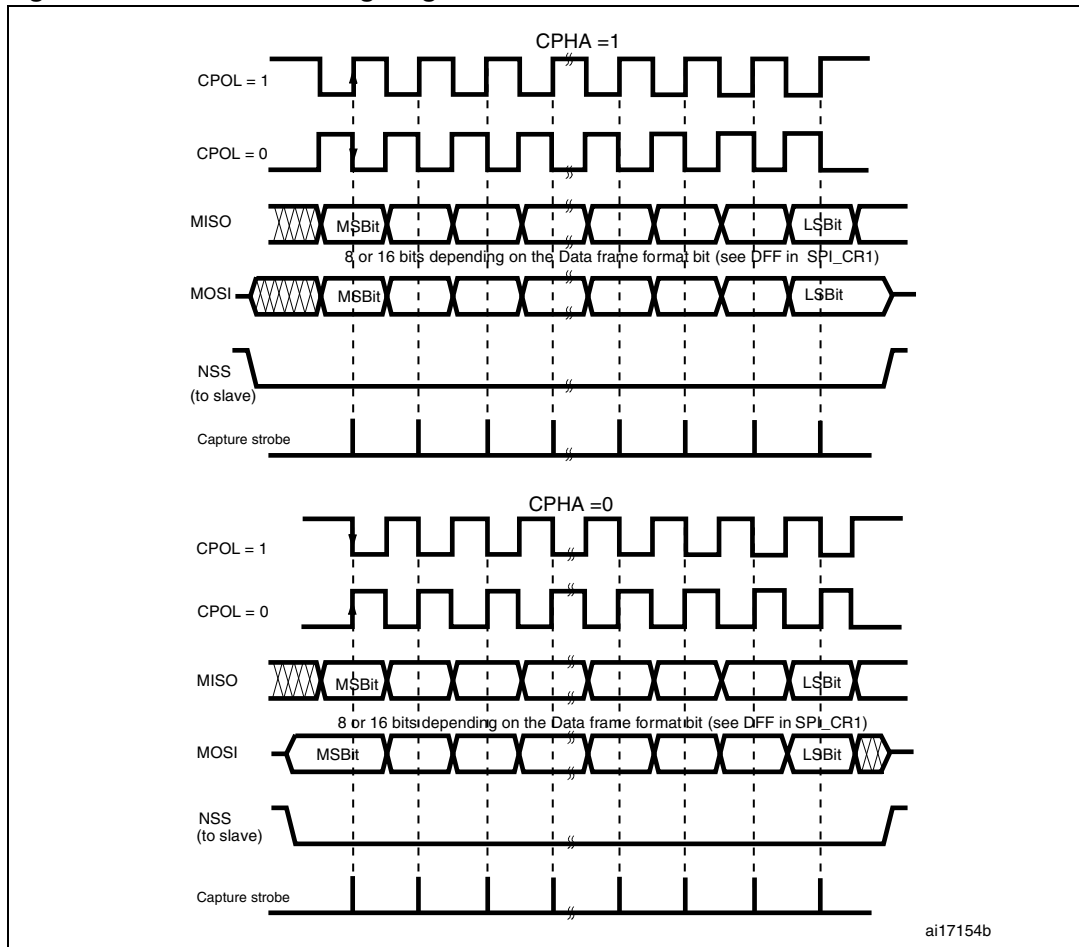 CPHA =1
CPOL = 1
CPOL = 0
MISO
MSBit
LSBit
8 or 16 bits depending on the Data frame format bit (see DFF in SPI_CR1)
MOSI
MSBit
LSBit
NSS
(to slave)
Capture strobe
CPHA =0
CPOL = 1
CPOL = 0
MISO
MSBit
LSBit
8 or 16 bits depending on the Data frame format bit (see DFF in SPI_CR1)
MOSI
MSBit
LSBit
NSS
(to slave)
Capture strobe
ai17154b